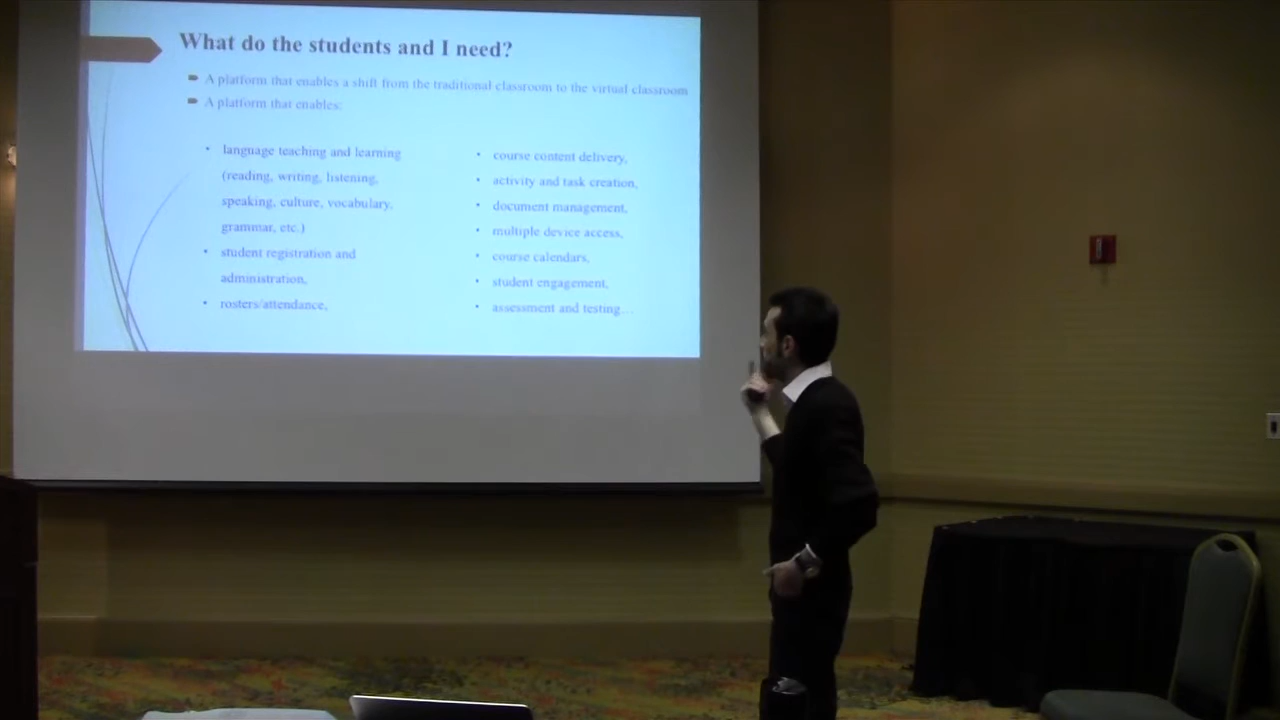 What do the students and I need?
A platform that enables a shift from the traditional classroom to the virtual classroom
A platform that enables:
• language teaching and learning
(reading, writing, listening,
speaking, culture, vocabulary,
grammar, etc.)
• student registration and
administration,
• rosters/attendance,
• course content delivery,
• activity and task creation,
• document management,
• multiple device access,
• course calendars,
• student engagement,
• assessment and testing…